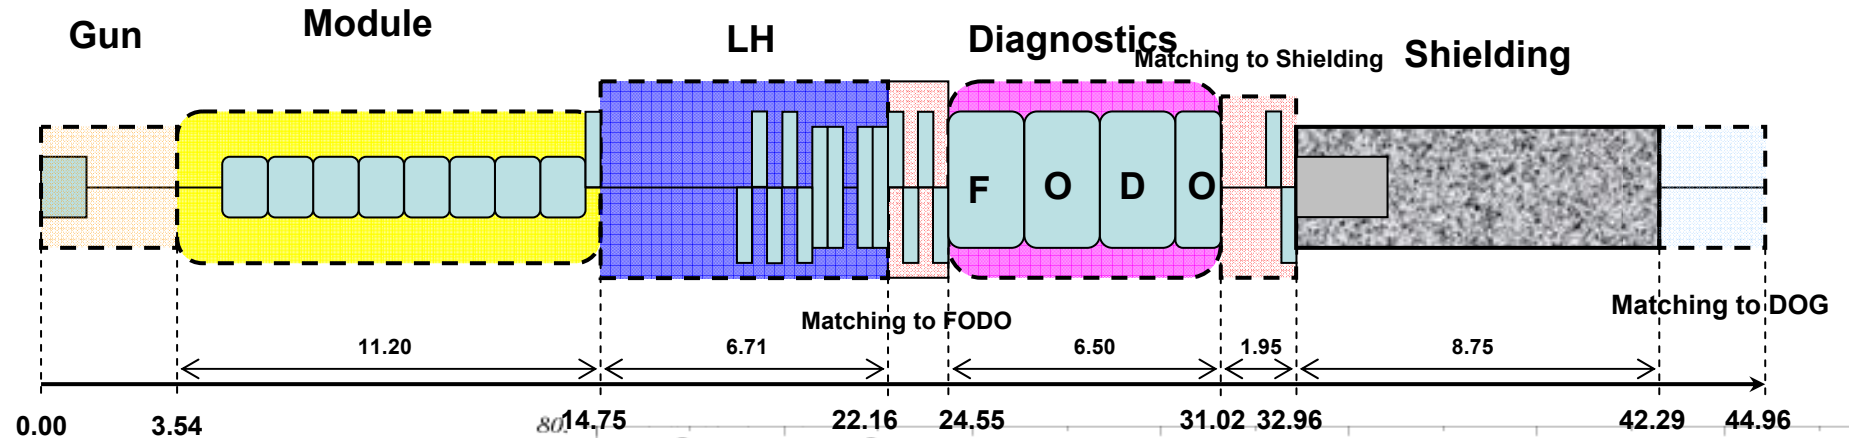 Gun
Module
LH
Diagnostics
Matching to Shielding
Shielding
F O D O
Matching to FODO
Matching to DOG
11.20
6.71
6.50
1.95
8.75
0.00
3.54
80.
14.75
22.16
24.55
31.02
32.96
42.29
44.96